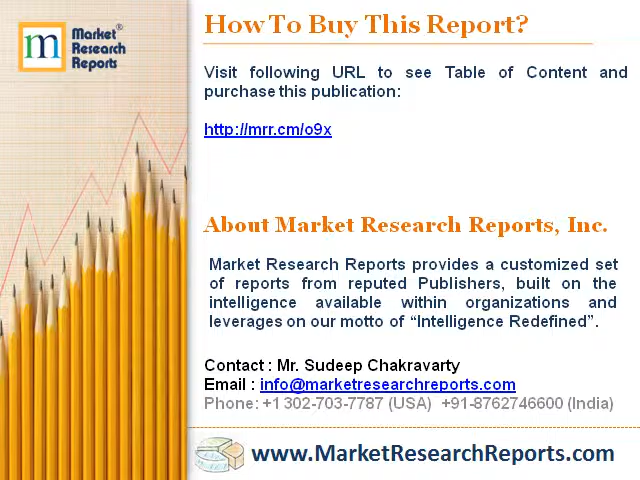 m
Market®
Research
Reports
How To Buy This Report?
Visit following URL to see Table of Content and
purchase this publication:
http://mrr.cm/o9x
About Market Research Reports, Inc.
Market Research Reports provides a customized set
of reports from reputed Publishers, built on the
intelligence available within organizations and
leverages on our motto of “Intelligence Redefined”.
Contact : Mr. Sudeep Chakravarty
Email : info@marketresearchreports.com
Phone: +1 302-703-7787 (USA) +91-8762746600 (India)
www.MarketResearchReports.com